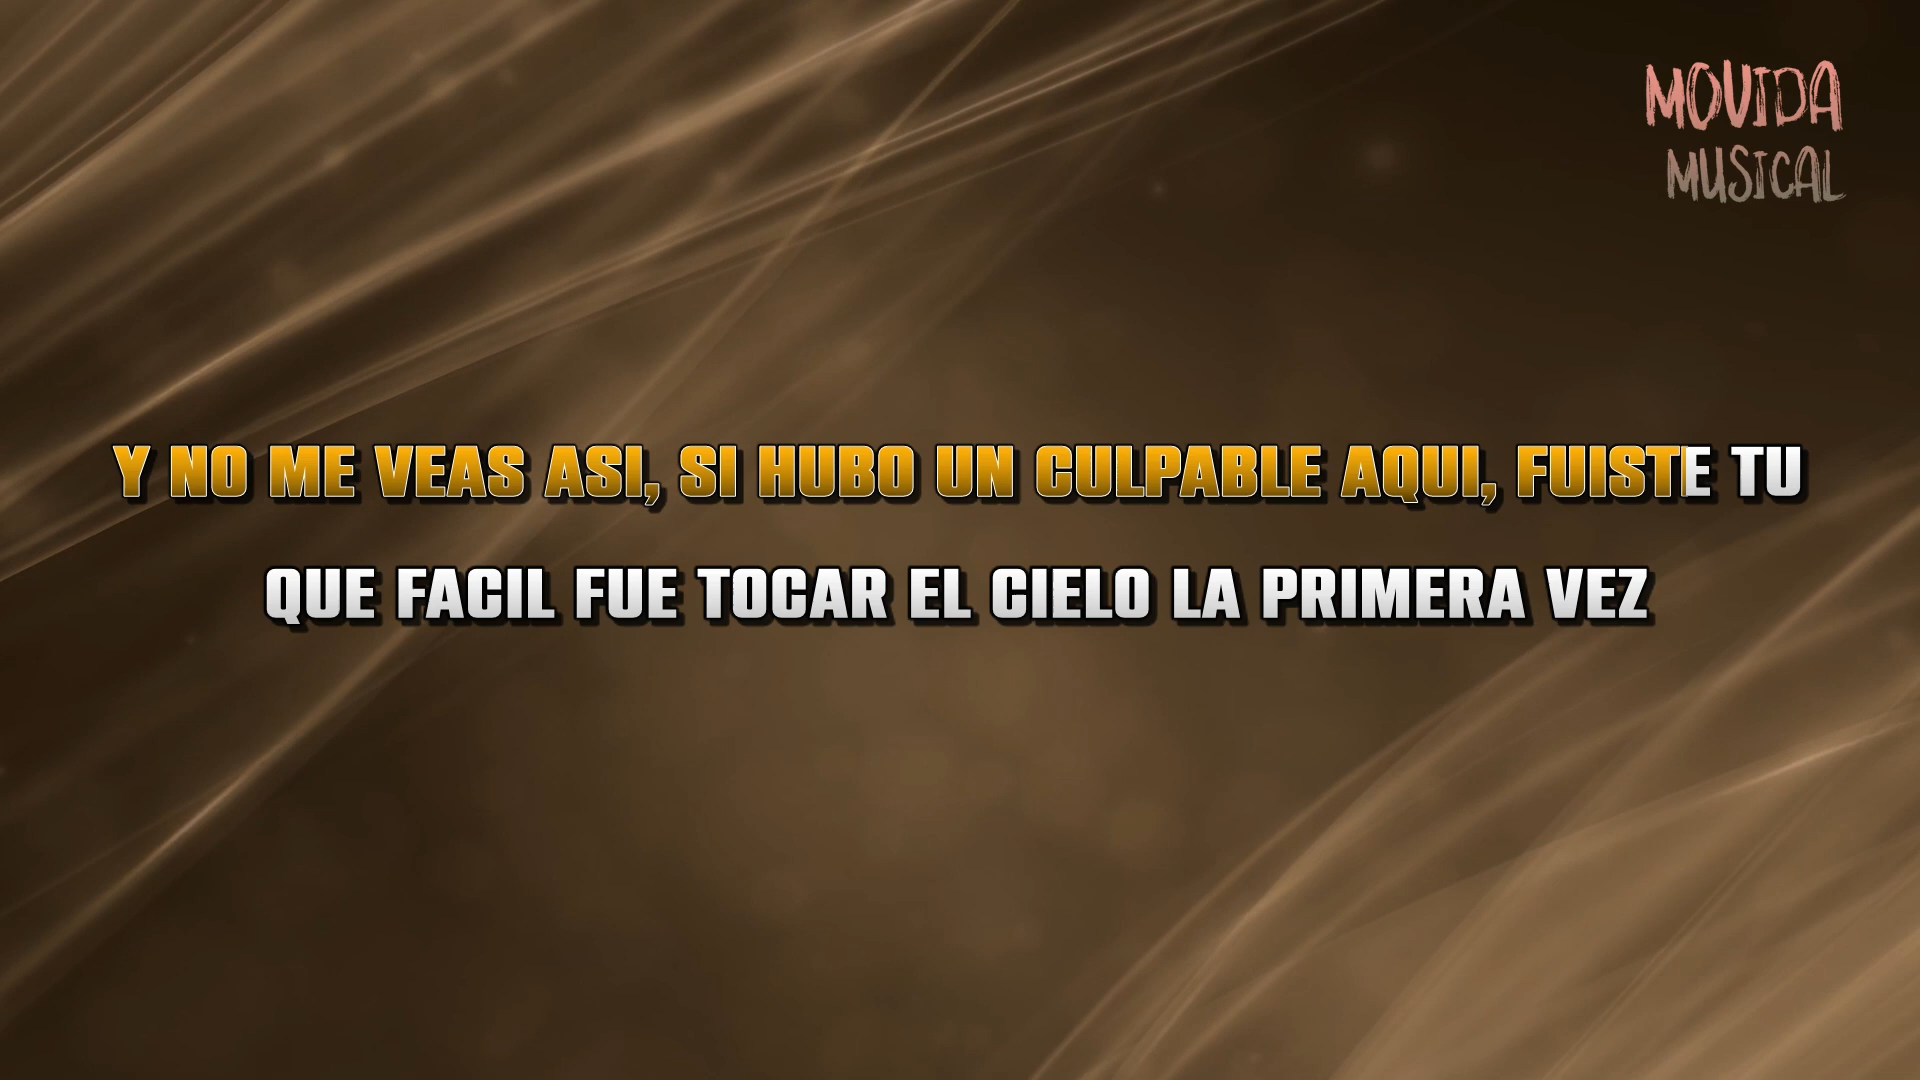 MOVIDA
MUSICAL
Y NO ME VEAS ASI, SI HUBO UN CULPABLE AQUI, FUISTE TU
QUE FACIL FUE TOCAR EL CIELO LA PRIMERA VEZ